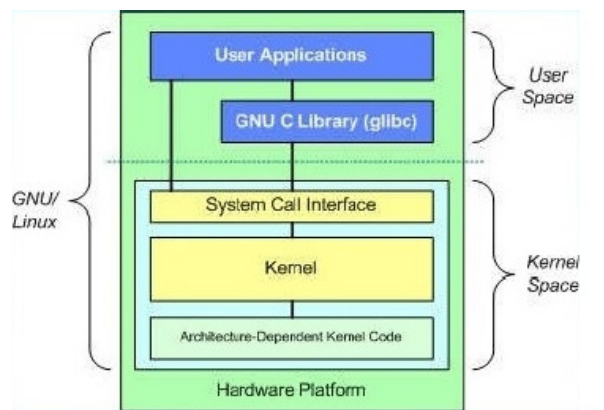 User Applications
GNU C Library (glibc)
User
Space
GNU/
Linux
System Call Interface
Kernel
Kernel
Space
Architecture-Dependent Kernel Code
Hardware Platform